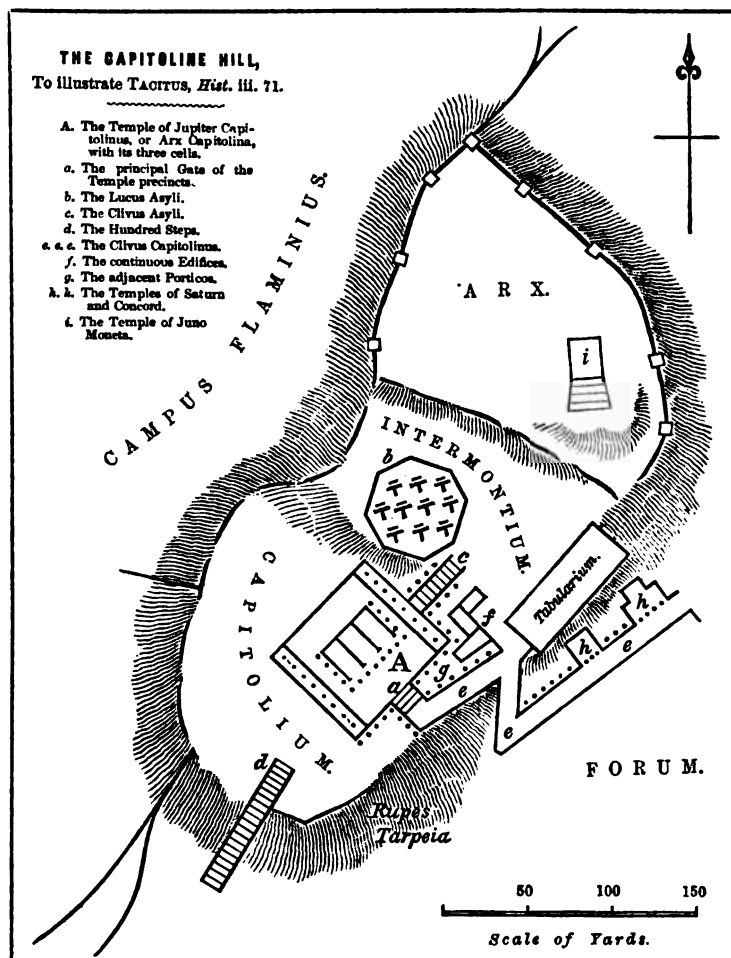 THE CAPITOLINE HILL,
To illustrate TACITUS, Hist. iii. 71.
A. The Temple of Jupiter Capi-
tolinus, or Arx Capitolina,
with its three cells.
a. The principal Gate of the
Temple precincts.
b. The Lucus Asyli.
c. The Clivus Asyli.
d. The Hundred Steps.
e. e. e. The Clivus Capitolinus.
f. The continuous Edifices.
g. The adjacent Porticos.
h. h. The Temples of Saturn
and Concord.
i. The Temple of Juno
Moneta.
CAMPUS FLAMINIUS.
ARX.
i
INTERMONTIUM.
b
c
CAPITOLIUM.
Tabularium.
f
h
A
g
h
a
e
e
e
d
FORUM.
Rupes
Tarpeia
50 100 150
Scale of Yards.